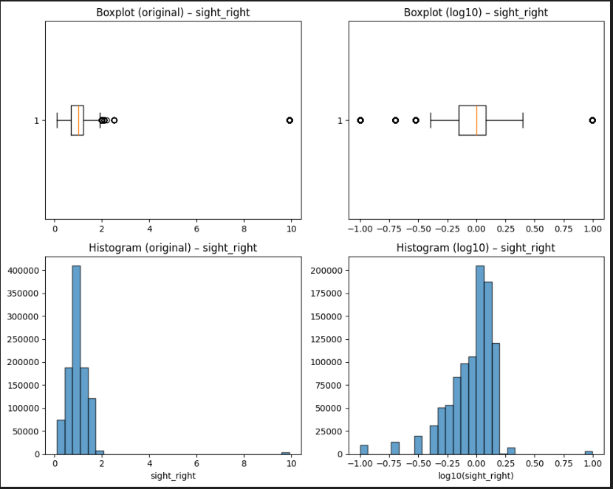 Boxplot (original) – sight_right
1
0 2 4 6 8 10
Boxplot (log10) – sight_right
1
−1.00 −0.75 −0.50 −0.25 0.00 0.25 0.50 0.75 1.00
Histogram (original) – sight_right
400000
350000
300000
250000
200000
150000
100000
50000
0
0 2 4 6 8 10
sight_right
Histogram (log10) – sight_right
200000
175000
150000
125000
100000
75000
50000
25000
0
−1.00 −0.75 −0.50 −0.25 0.00 0.25 0.50 0.75 1.00
log10(sight_right)